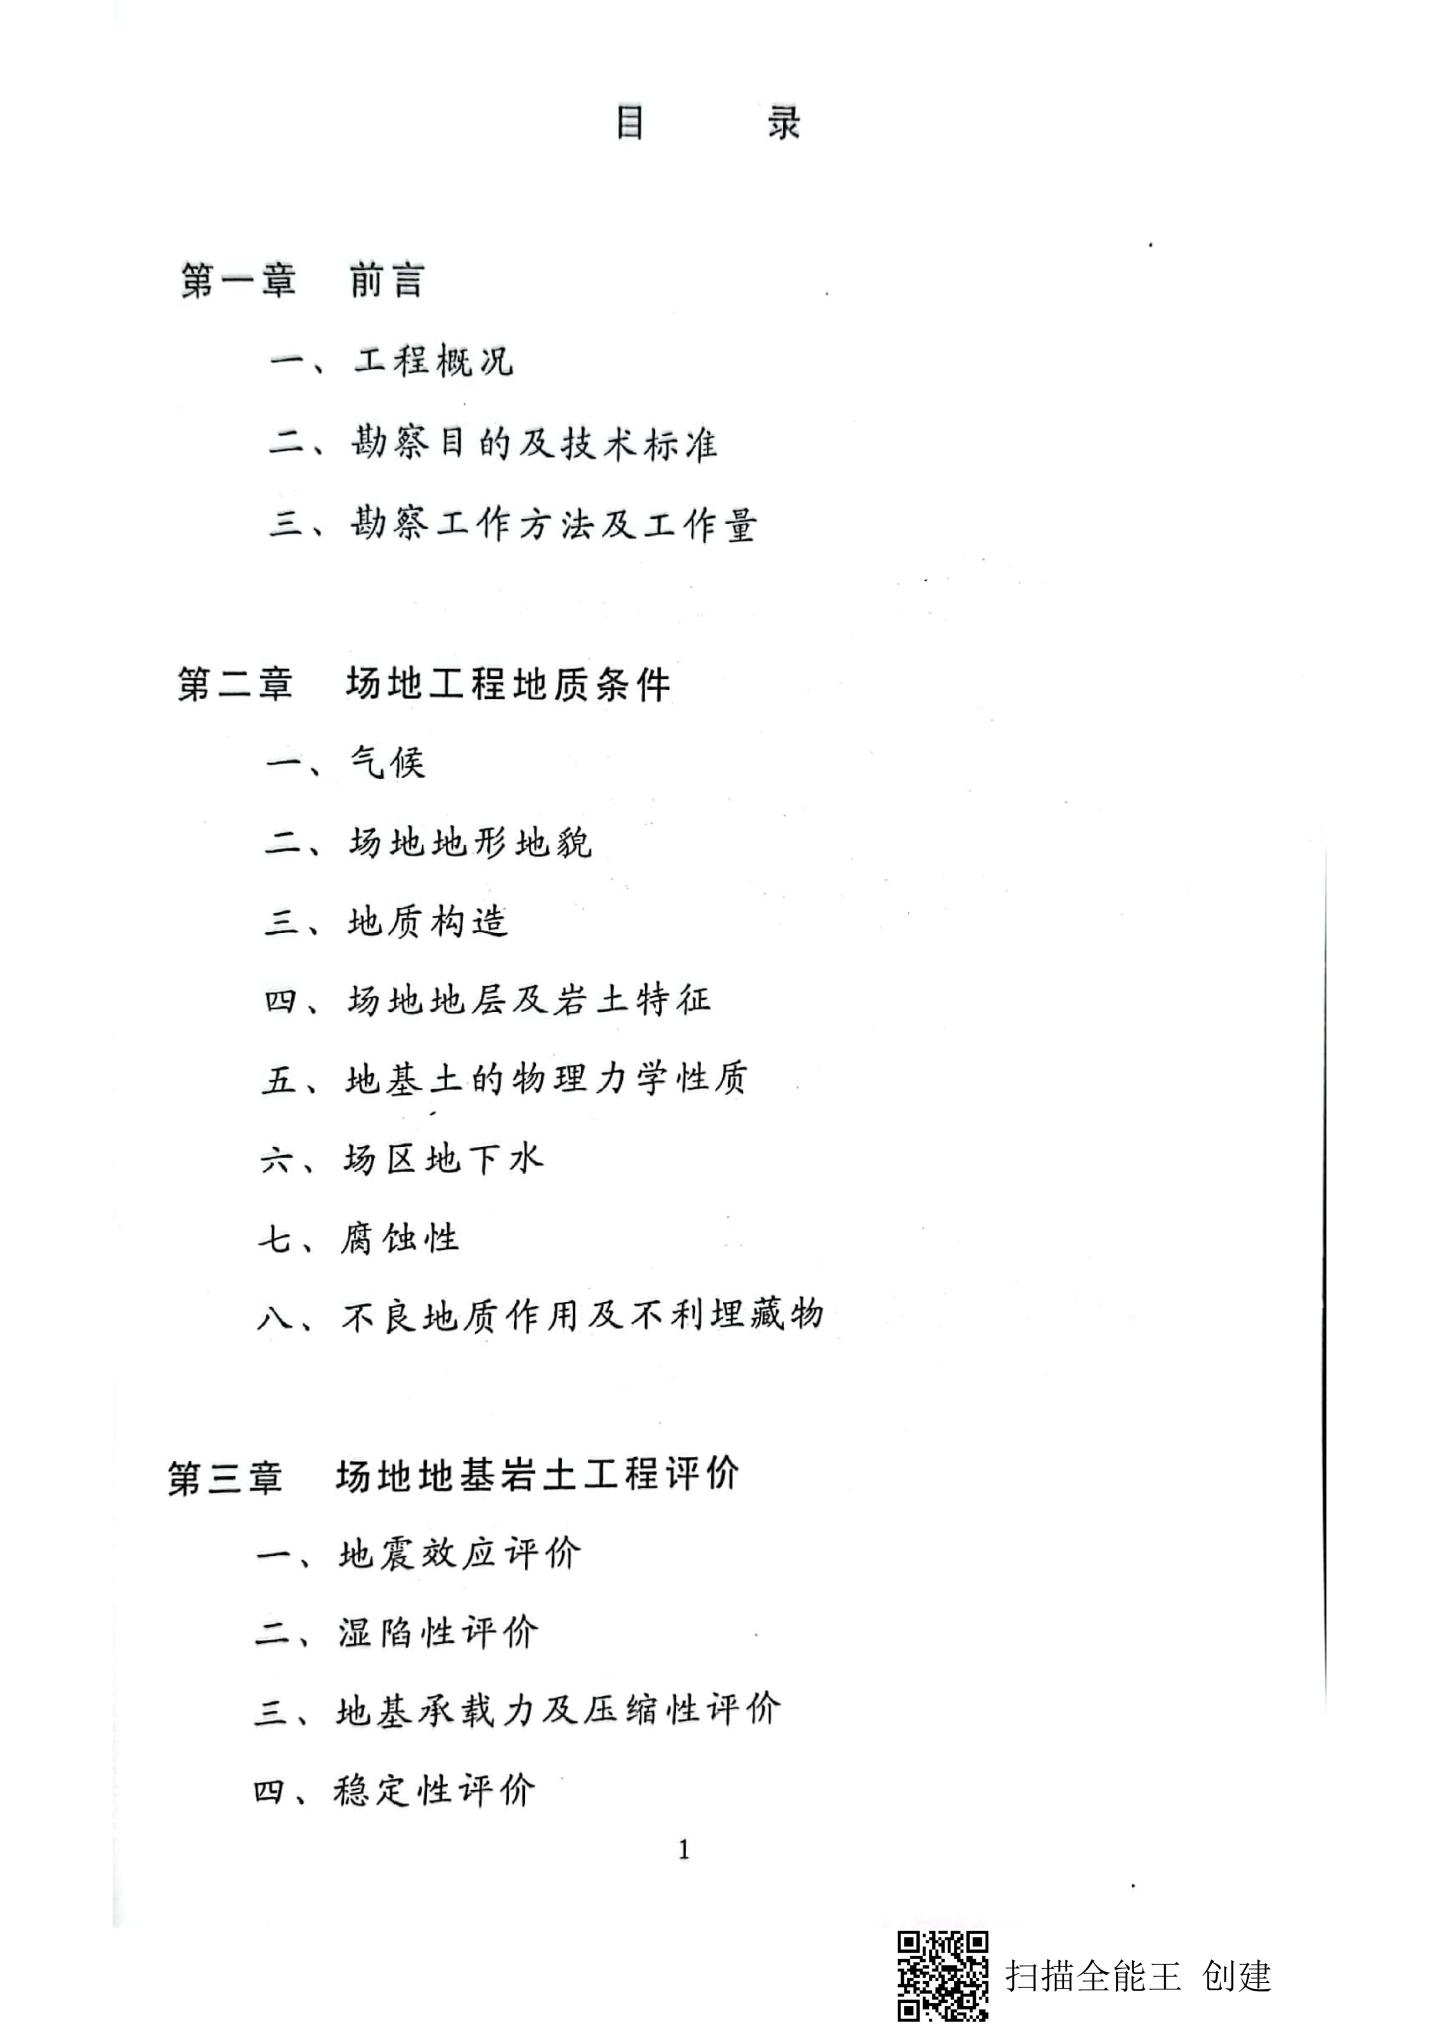 目 录
第一章 前言
一、工程概况
二、勘察目的及技术标准
三、勘察工作方法及工作量
第二章 场地工程地质条件
一、气候
二、场地地形地貌
三、地质构造
四、场地地层及岩土特征
五、地基土的物理力学性质
六、场区地下水
七、腐蚀性
八、不良地质作用及不利埋藏物
第三章 场地地基岩土工程评价
一、地震效应评价
二、湿陷性评价
三、地基承载力及压缩性评价
四、稳定性评价
1
扫描全能王 创建